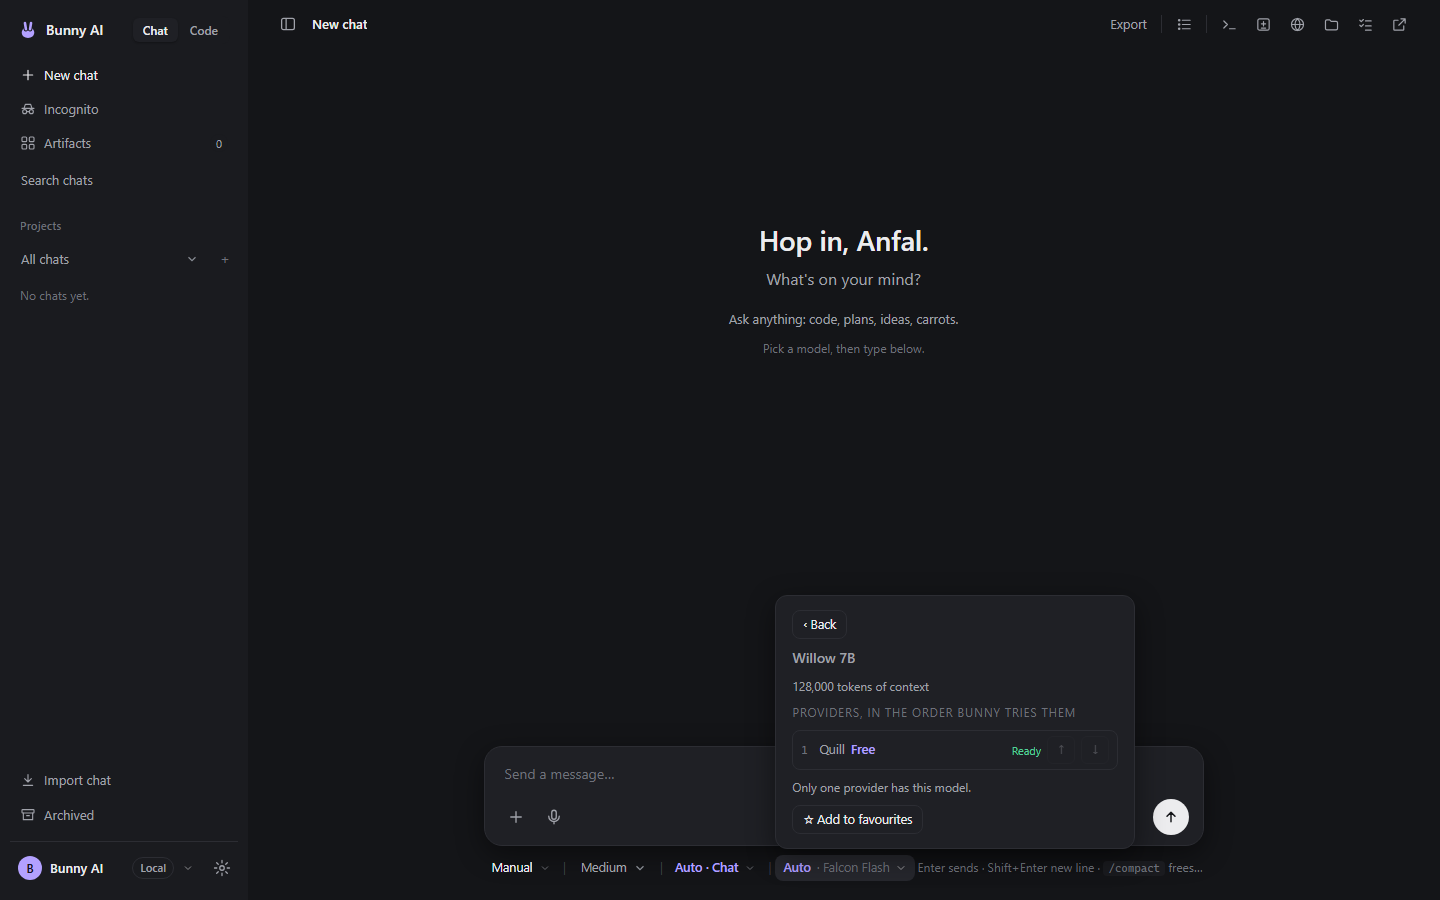 Bunny AI
Chat
Code
New chat
Incognito
Artifacts
0
Search chats
Projects
All chats
+
No chats yet.
Import chat
Archived
B
Bunny AI
Local
New chat
Export
Hop in, Anfal.
What's on your mind?
Ask anything: code, plans, ideas, carrots.
Pick a model, then type below.
‹ Back
Willow 7B
128,000 tokens of context
PROVIDERS, IN THE ORDER BUNNY TRIES THEM
1 Quill Free Ready ↑ ↓
Only one provider has this model.
☆ Add to favourites
Send a message...
Manual
Medium
Auto · Chat
Auto · Falcon Flash
Enter sends · Shift+Enter new line · /compact frees...